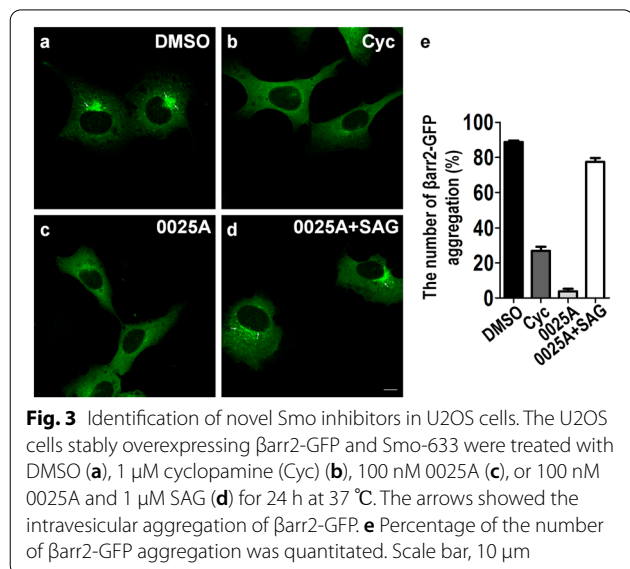 a DMSO
b Cyc
c 0025A
d 0025A+SAG
e
The number of βarr2-GFP
aggregation (%)
100
80
60
40
20
0
DMSO
Cyc
0025A
0025A+SAG
Fig. 3 Identification of novel Smo inhibitors in U2OS cells. The U2OS
cells stably overexpressing βarr2-GFP and Smo-633 were treated with
DMSO (a), 1 μM cyclopamine (Cyc) (b), 100 nM 0025A (c), or 100 nM
0025A and 1 μM SAG (d) for 24 h at 37 ℃. The arrows showed the
intravesicular aggregation of βarr2-GFP. e Percentage of the number
of βarr2-GFP aggregation was quantitated. Scale bar, 10 μm